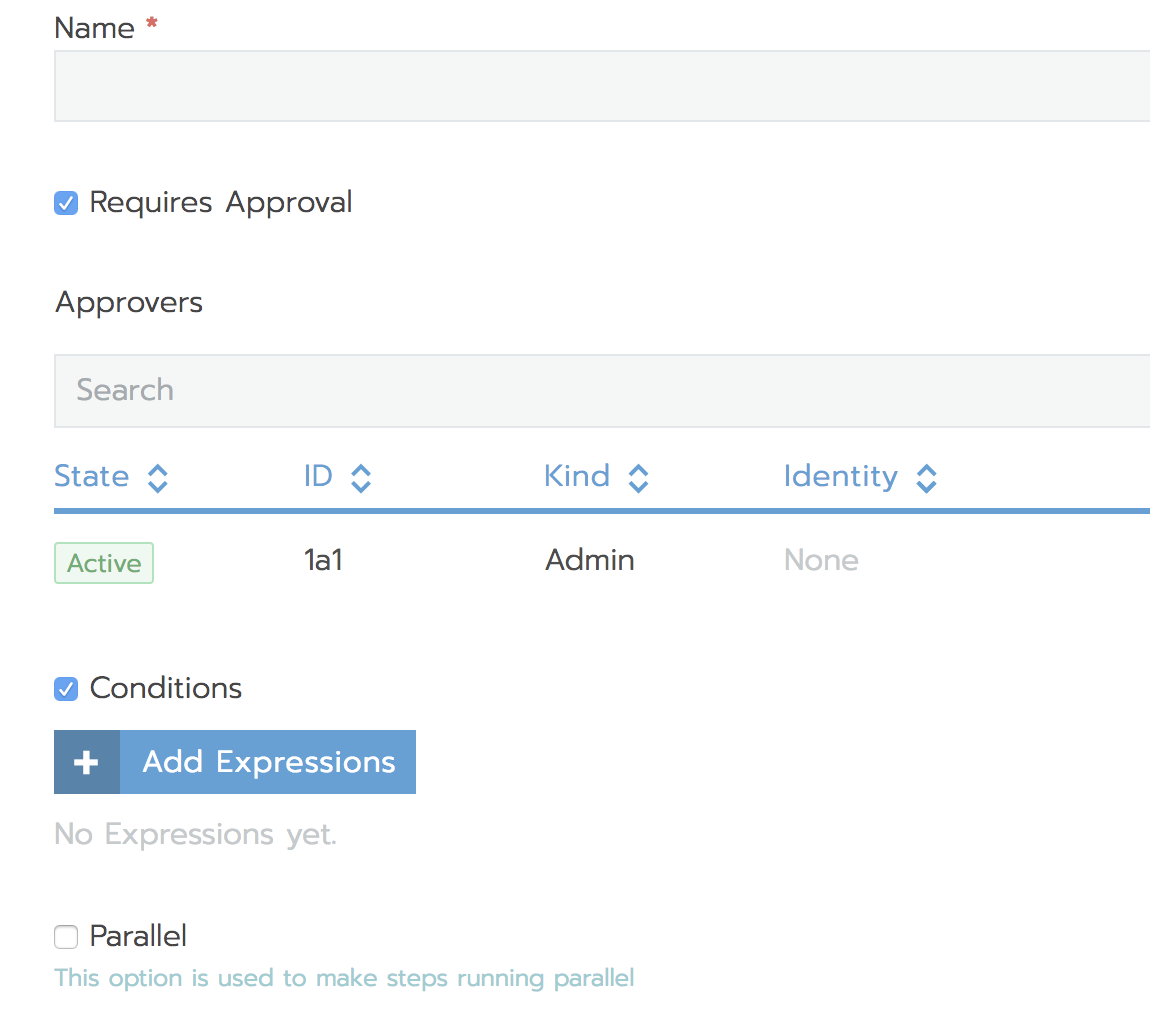 Name *
Requires Approval
Approvers
Search
State ID Kind Identity
Active 1a1 Admin None
Conditions
Add Expressions
No Expressions yet.
Parallel
This option is used to make steps running parallel